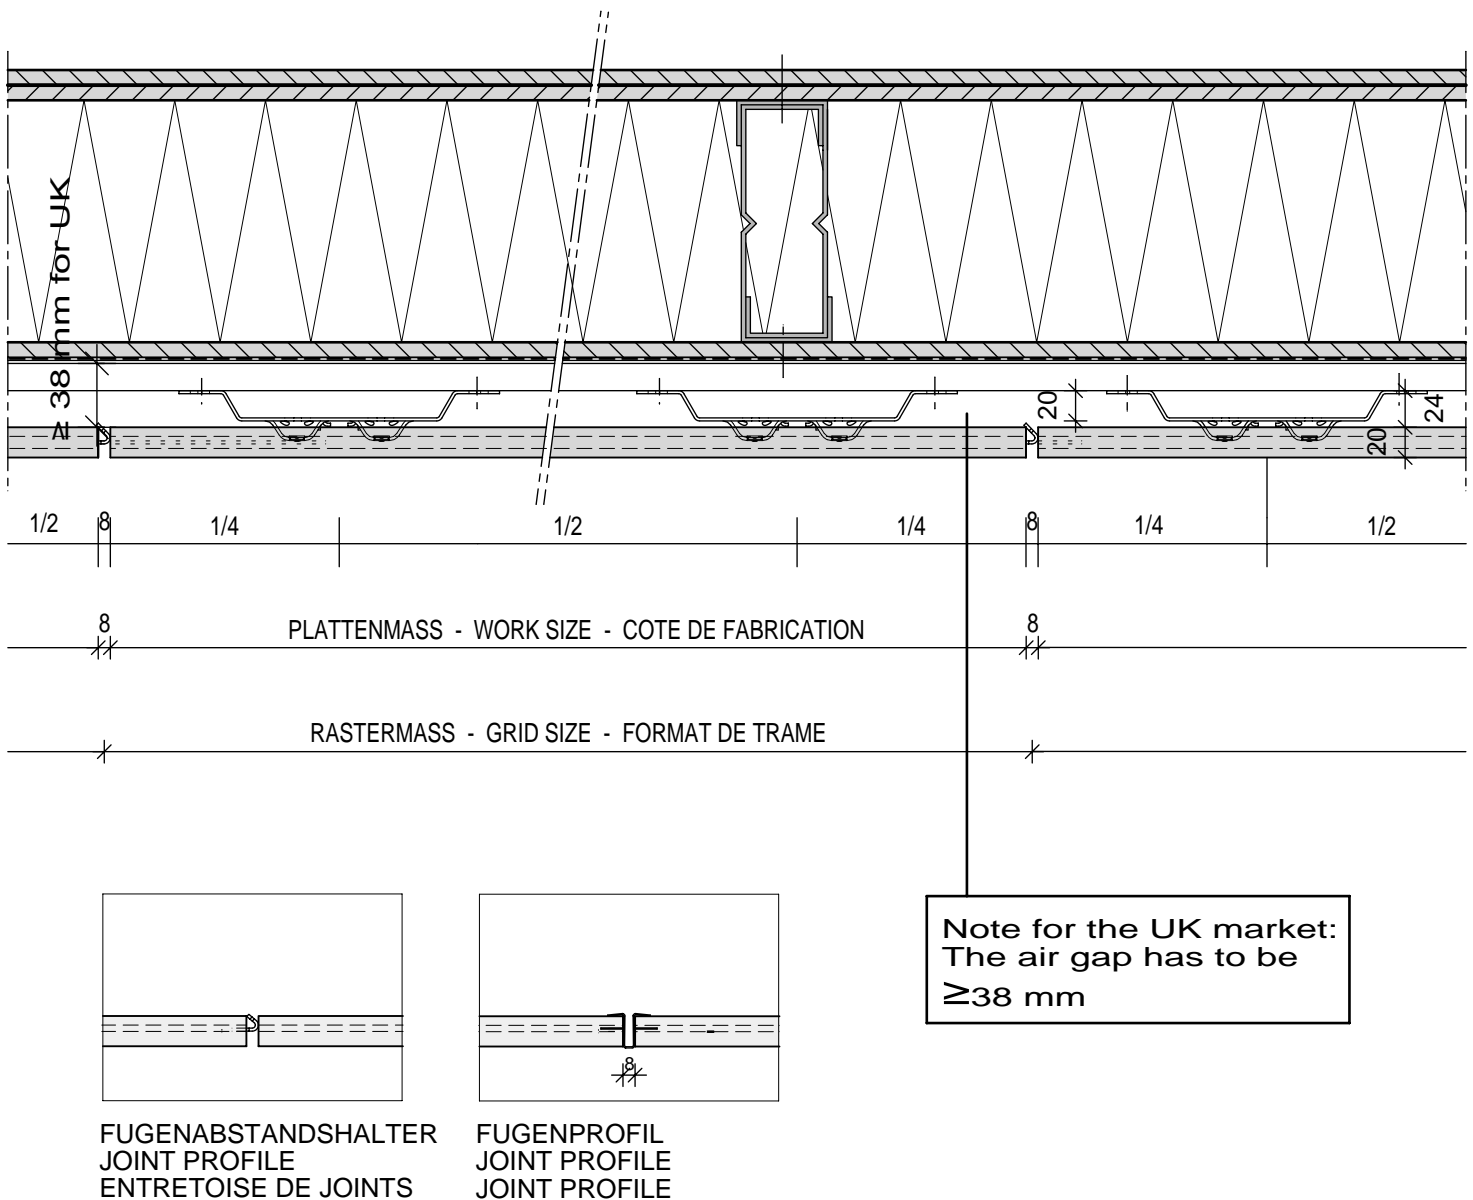 ≥ 38 mm for UK
20
24
20
1/2 8 1/4 1/2 1/4 8 1/4 1/2
8 PLATTENMASS - WORK SIZE - COTE DE FABRICATION 8
RASTERMASS - GRID SIZE - FORMAT DE TRAME
Note for the UK market:
The air gap has to be
≥38 mm
8
FUGENABSTANDSHALTER
JOINT PROFILE
ENTRETOISE DE JOINTS
FUGENPROFIL
JOINT PROFILE
JOINT PROFILE